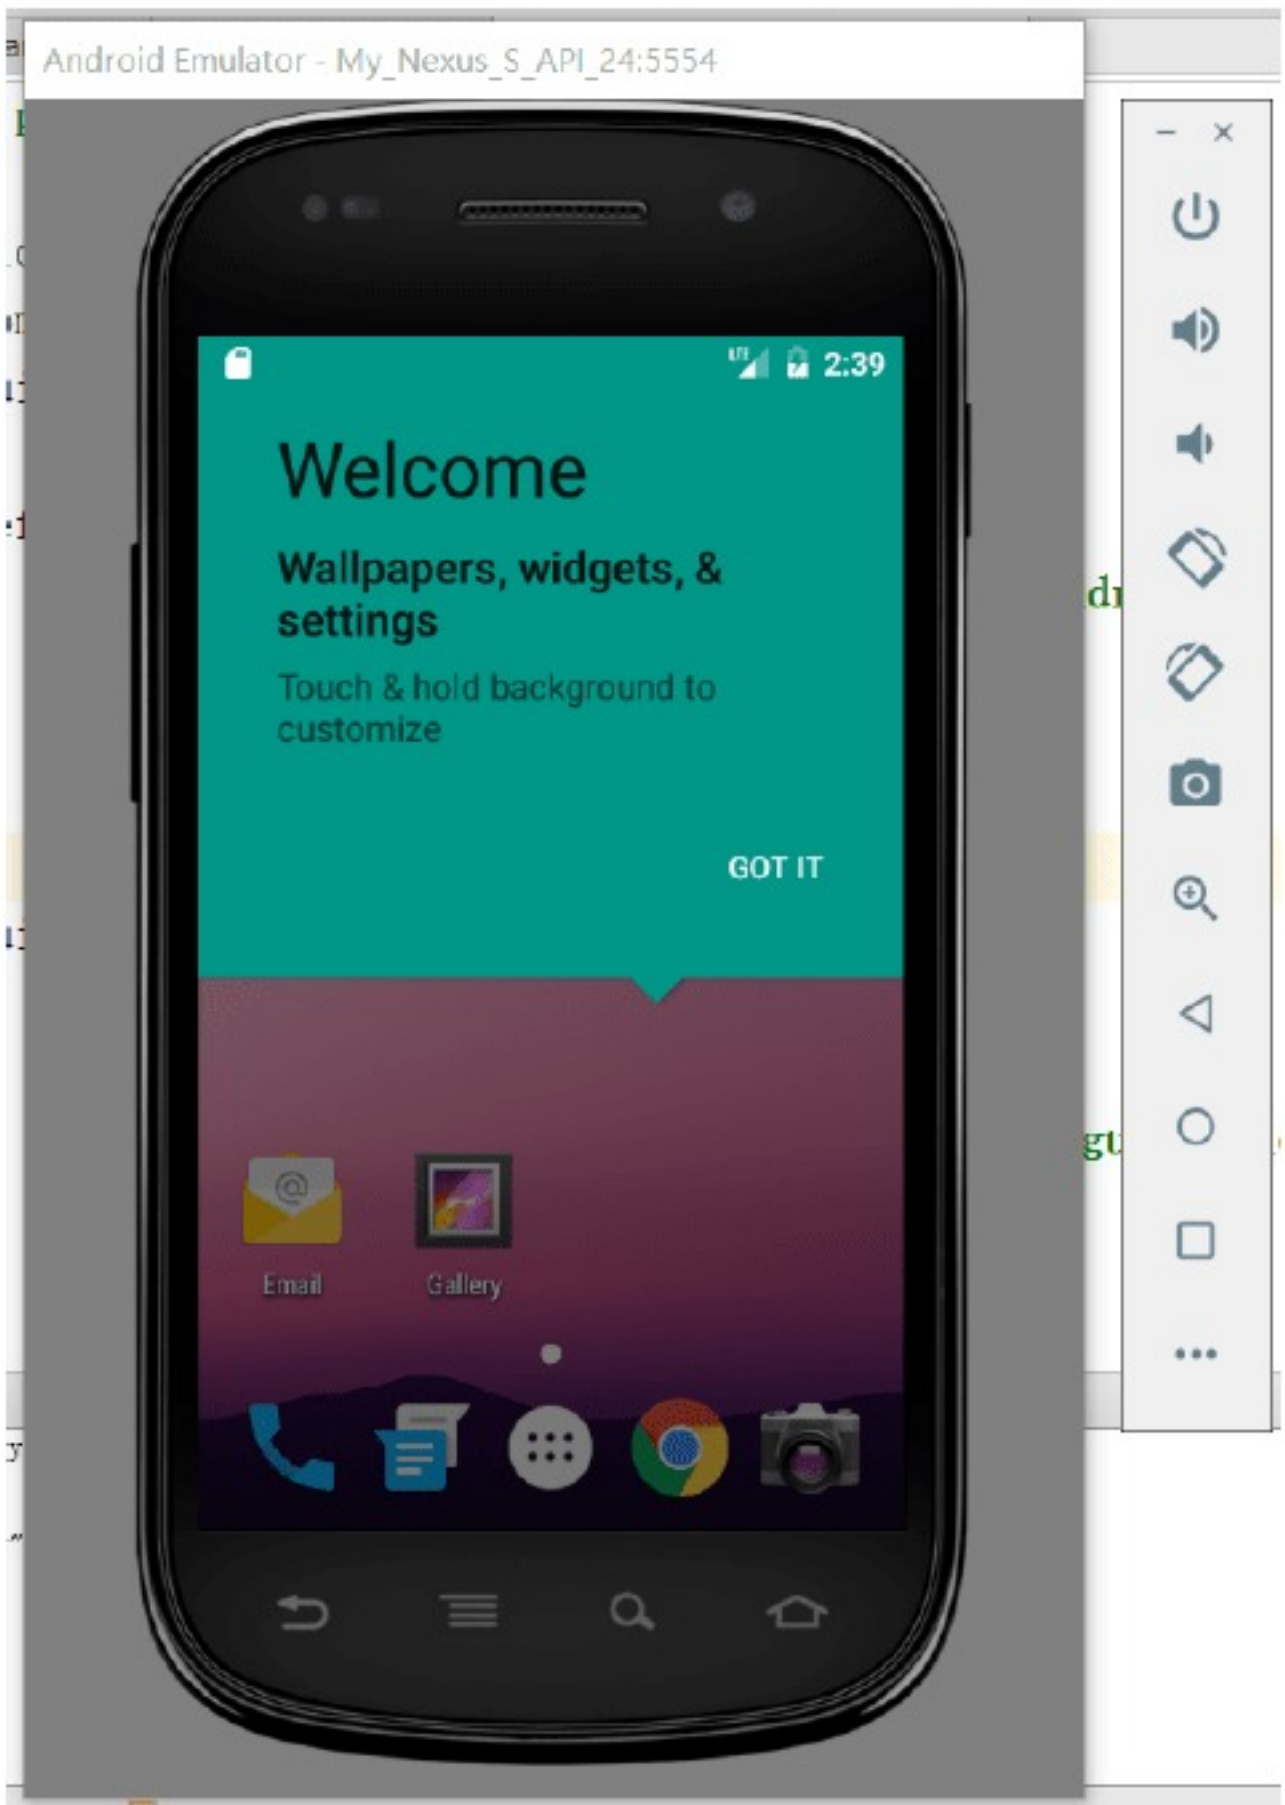 Android Emulator - My_Nexus_S_API_24:5554
LTE 2:39
Welcome
Wallpapers, widgets, &
settings
Touch & hold background to
customize
GOT IT
Email
Gallery